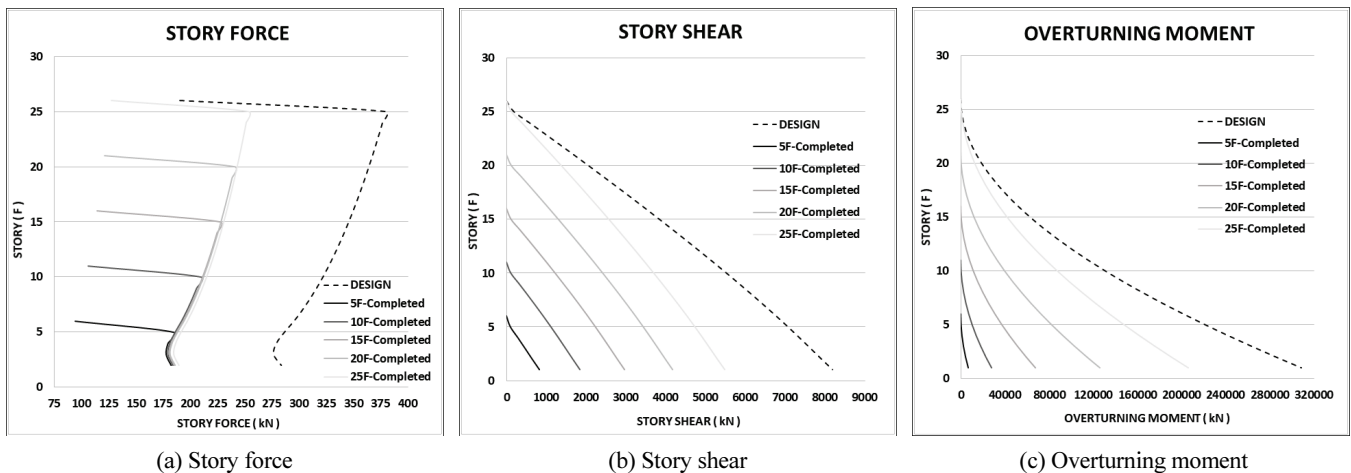 STORY FORCE
30
25
20
15
10
5
0
STORY ( F )
75 100 125 150 175 200 225 250 275 300 325 350 375 400
STORY FORCE ( kN )
DESIGN
5F-Completed
10F-Completed
15F-Completed
20F-Completed
25F-Completed
(a) Story force
STORY SHEAR
30
25
20
15
10
5
0
STORY ( F )
0 1000 2000 3000 4000 5000 6000 7000 8000 9000
STORY SHEAR ( kN )
DESIGN
5F-Completed
10F-Completed
15F-Completed
20F-Completed
25F-Completed
(b) Story shear
OVERTURNING MOMENT
30
25
20
15
10
5
0
STORY ( F )
0 40000 80000 120000 160000 200000 240000 280000 320000
OVERTURNING MOMENT ( kN )
DESIGN
5F-Completed
10F-Completed
15F-Completed
20F-Completed
25F-Completed
(c) Overturning moment